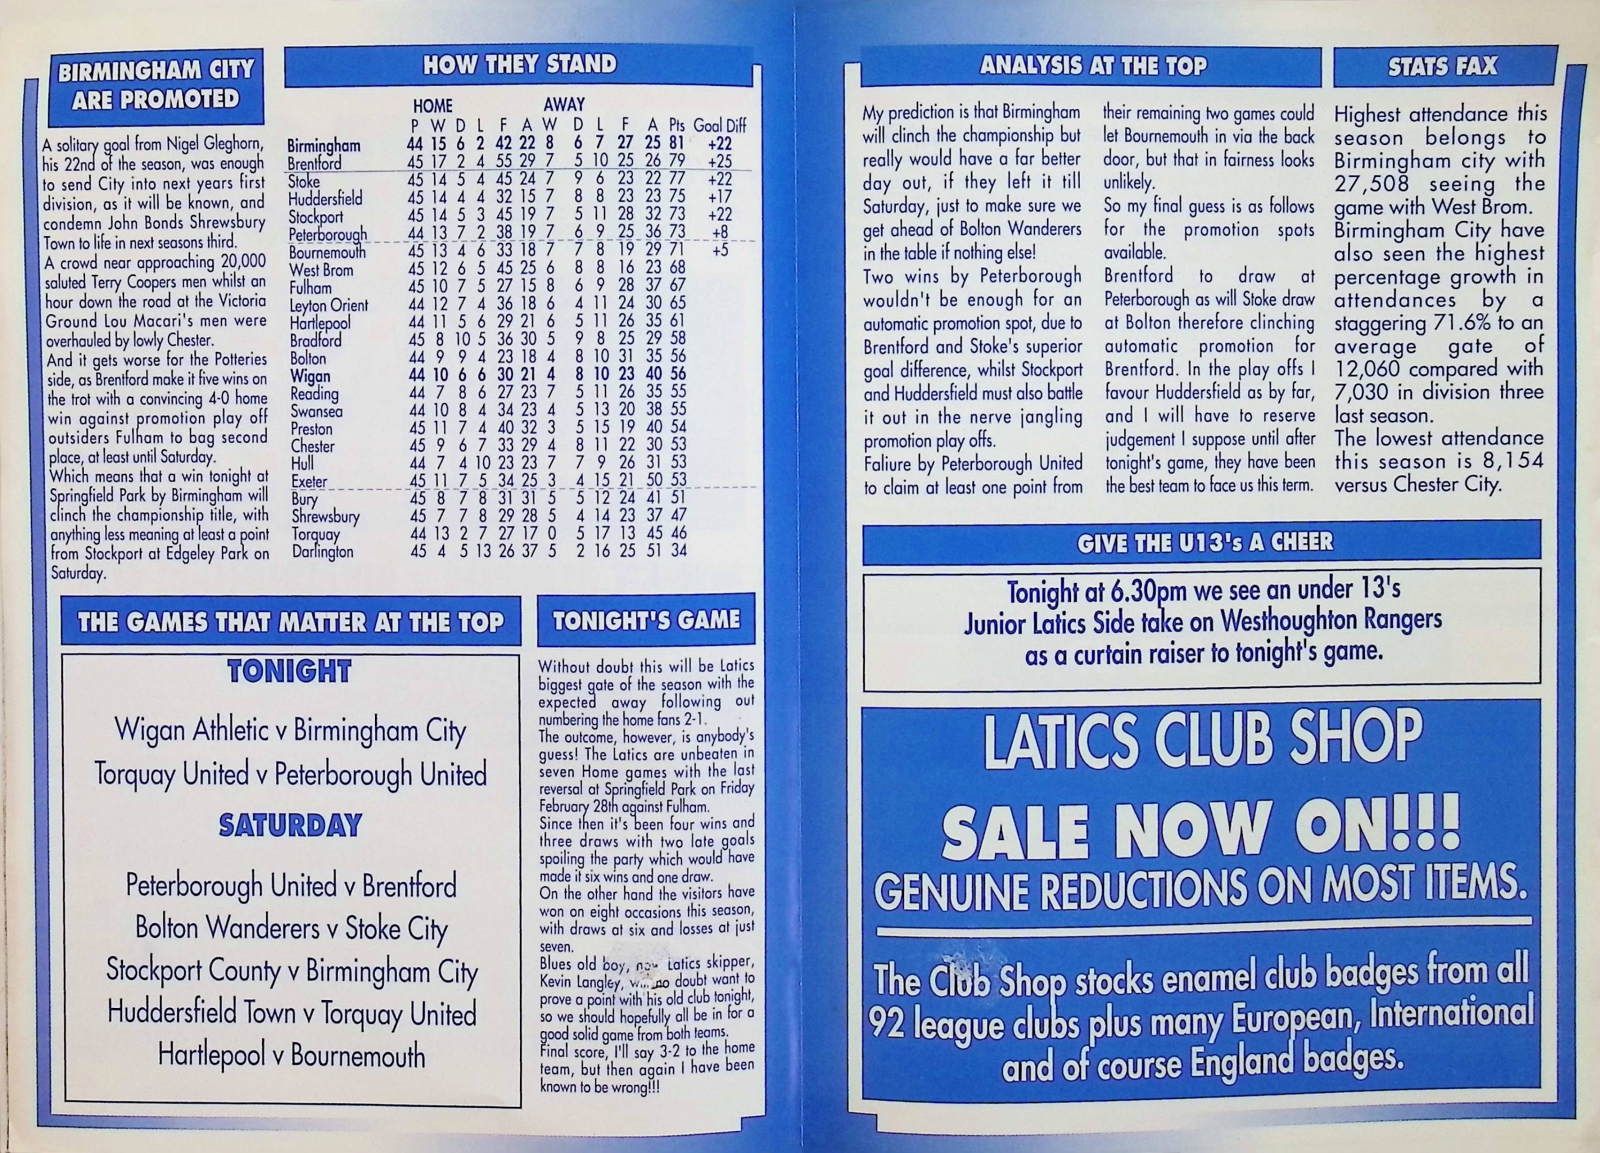 BIRMINGHAM CITY
ARE PROMOTED
A solitary goal from Nigel Gleghorn,
his 22nd of the season, was enough
to send City into next years first
division, as it will be known, and
condemn John Bonds Shrewsbury
Town to life in next seasons third.
A crowd near approaching 20,000
saluted Terry Coopers men whilst an
hour down the road at the Victoria
Ground Lou Macari's men were
overhauled by lowly Chester.
And it gets worse for the Potteries
side, as Brentford make it five wins on
the trot with a convincing 4-0 home
win against promotion play off
outsiders Fulham to bag second
place, at least until Saturday.
Which means that a win tonight at
Springfield Park by Birmingham will
clinch the championship title, with
anything less meaning at least a point
from Stockport at Edgeley Park on
Saturday.
HOW THEY STAND
HOME AWAY
P W D L F A W D L F A Pts Goal Diff
Birmingham 44 15 6 2 42 22 8 6 7 27 25 81 +22
Brentford 45 17 2 4 55 29 7 5 10 25 26 79 +25
Stoke 45 14 5 4 45 24 7 9 6 23 22 77 +22
Huddersfield 45 14 4 4 32 15 7 8 8 23 23 75 +17
Stockport 45 14 5 3 45 19 7 5 11 28 32 73 +22
Peterborough 44 13 7 2 38 19 7 6 9 25 36 73 +8
Bournemouth 45 13 4 6 33 18 7 7 8 19 29 71 +5
West Brom 45 12 6 5 45 25 6 8 8 16 23 68
Fulham 45 10 7 5 27 15 8 6 9 28 37 67
Leyton Orient 44 12 7 4 36 18 6 4 11 24 30 65
Hartlepool 44 11 5 6 29 21 6 5 11 26 35 61
Bradford 45 8 10 5 36 30 5 9 8 25 29 58
Bolton 44 9 9 4 23 18 4 8 10 31 35 56
Wigan 44 10 6 6 30 21 4 8 10 23 40 56
Reading 44 7 8 6 27 23 7 5 11 26 35 55
Swansea 44 10 8 4 34 23 4 5 13 20 38 55
Preston 45 11 7 4 40 32 3 5 15 19 40 54
Chester 45 9 6 7 33 29 4 8 11 22 30 53
Hull 44 7 4 10 23 23 7 7 9 26 31 53
Exeter 45 11 7 5 34 25 3 4 15 21 50 53
Bury 45 8 7 8 31 31 5 5 12 24 41 51
Shrewsbury 45 7 7 8 29 28 5 4 14 23 37 47
Torquay 44 13 2 7 27 17 0 5 17 13 45 46
Darlington 45 4 5 13 26 37 5 2 16 25 51 34
THE GAMES THAT MATTER AT THE TOP
TONIGHT
Wigan Athletic v Birmingham City
Torquay United v Peterborough United
SATURDAY
Peterborough United v Brentford
Bolton Wanderers v Stoke City
Stockport County v Birmingham City
Huddersfield Town v Torquay United
Hartlepool v Bournemouth
TONIGHT'S GAME
Without doubt this will be Latics
biggest gate of the season with the
expected away following out
numbering the home fans 2-1.
The outcome, however, is anybody's
guess! The Latics are unbeaten in
seven Home games with the last
reversal at Springfield Park on Friday
February 28th against Fulham.
Since then it's been four wins and
three draws with two late goals
spoiling the party which would have
made it six wins and one draw.
On the other hand the visitors have
won on eight occasions this season,
with draws at six and losses at just
seven.
Blues old boy, Latics skipper,
Kevin Langley, no doubt want to
prove a point with his old club tonight,
so we should hopefully all be in for a
good solid game from both teams.
Final score, I'll say 3-2 to the home
team, but then again I have been
known to be wrong!!!
ANALYSIS AT THE TOP
My prediction is that Birmingham
will clinch the championship but
really would have a far better
day out, if they left it till
Saturday, just to make sure we
get ahead of Bolton Wanderers
in the table if nothing else!
Two wins by Peterborough
wouldn't be enough for an
automatic promotion spot, due to
Brentford and Stoke's superior
goal difference, whilst Stockport
and Huddersfield must also battle
it out in the nerve jangling
promotion play offs.
Faliure by Peterborough United
to claim at least one point from
their remaining two games could
let Bournemouth in via the back
door, but that in fairness looks
unlikely.
So my final guess is as follows
for the promotion spots
available.
Brentford to draw at
Peterborough as will Stoke draw
at Bolton therefore clinching
automatic promotion for
Brentford. In the play offs I
favour Huddersfield as by far,
and I will have to reserve
judgement I suppose until after
tonight's game, they have been
the best team to face us this term.
STATS FAX
Highest attendance this
season belongs to
Birmingham city with
27,508 seeing the
game with West Brom.
Birmingham City have
also seen the highest
percentage growth in
attendances by a
staggering 71.6% to an
average gate of
12,060 compared with
7,030 in division three
last season.
The lowest attendance
this season is 8,154
versus Chester City.
GIVE THE U13's A CHEER
Tonight at 6.30pm we see an under 13's
Junior Latics Side take on Westhoughton Rangers
as a curtain raiser to tonight's game.
LATICS CLUB SHOP
SALE NOW ON!!!
GENUINE REDUCTIONS ON MOST ITEMS.
The Club Shop stocks enamel club badges from all
92 league clubs plus many European, International
and of course England badges.